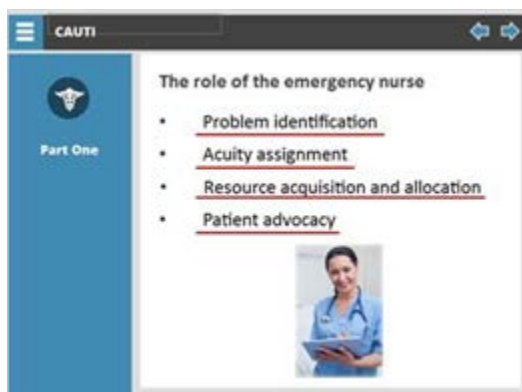 CAUTI
Part One
The role of the emergency nurse
• Problem identification
• Acuity assignment
• Resource acquisition and allocation
• Patient advocacy